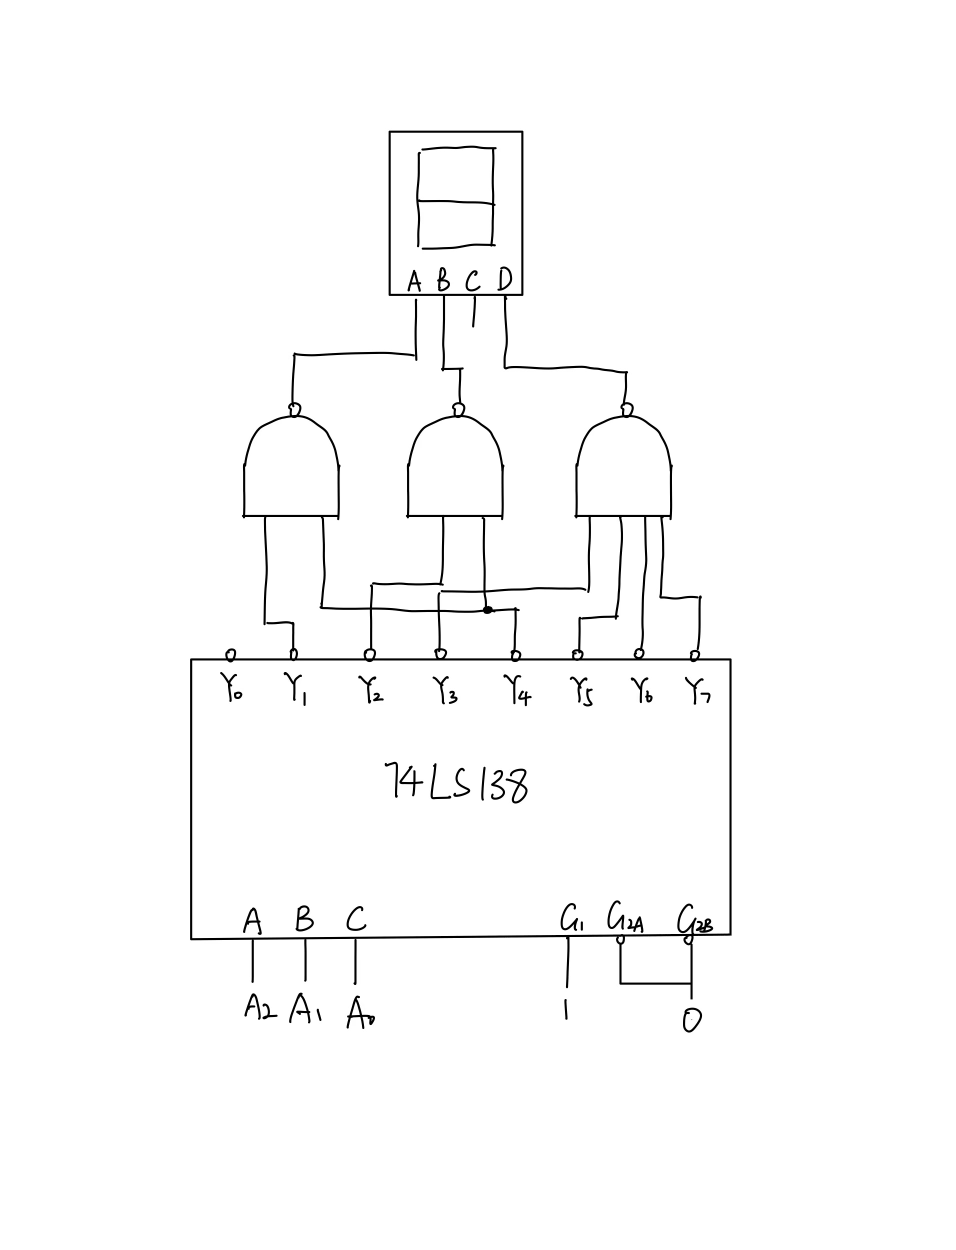 A B C D
Y0 Y1 Y2 Y3 Y4 Y5 Y6 Y7
74LS138
A B C G1 G2A G2B
A2 A1 A0 1 0